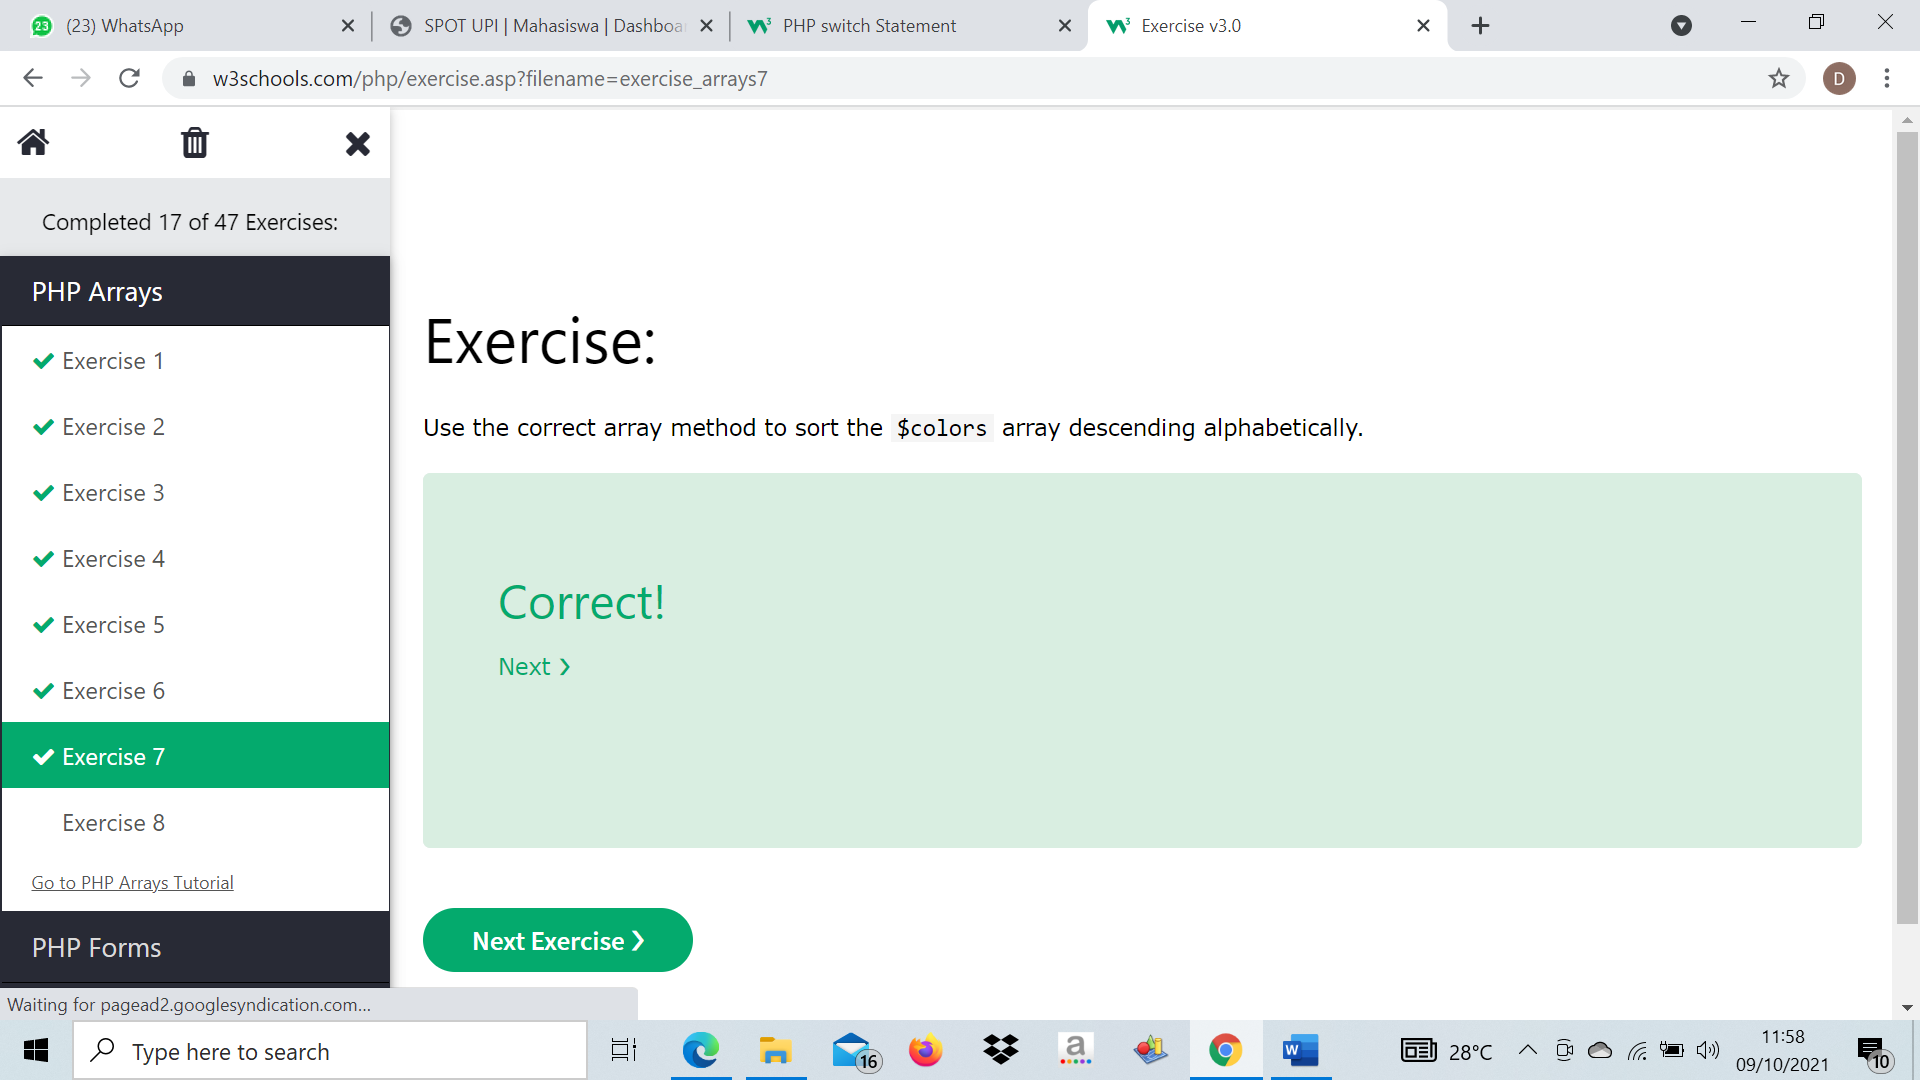 23
(23) WhatsApp
SPOT UPI | Mahasiswa | Dashboa
PHP switch Statement
Exercise v3.0
w3schools.com/php/exercise.asp?filename=exercise_arrays7
D
Completed 17 of 47 Exercises:
PHP Arrays
Exercise 1
Exercise 2
Exercise 3
Exercise 4
Exercise 5
Exercise 6
Exercise 7
Exercise 8
Go to PHP Arrays Tutorial
PHP Forms
Exercise:
Use the correct array method to sort the $colors array descending alphabetically.
Correct!
Next ❯
Next Exercise ❯
Waiting for pagead2.googlesyndication.com...
Type here to search
16
a
W
28°C
11:58
09/10/2021
10